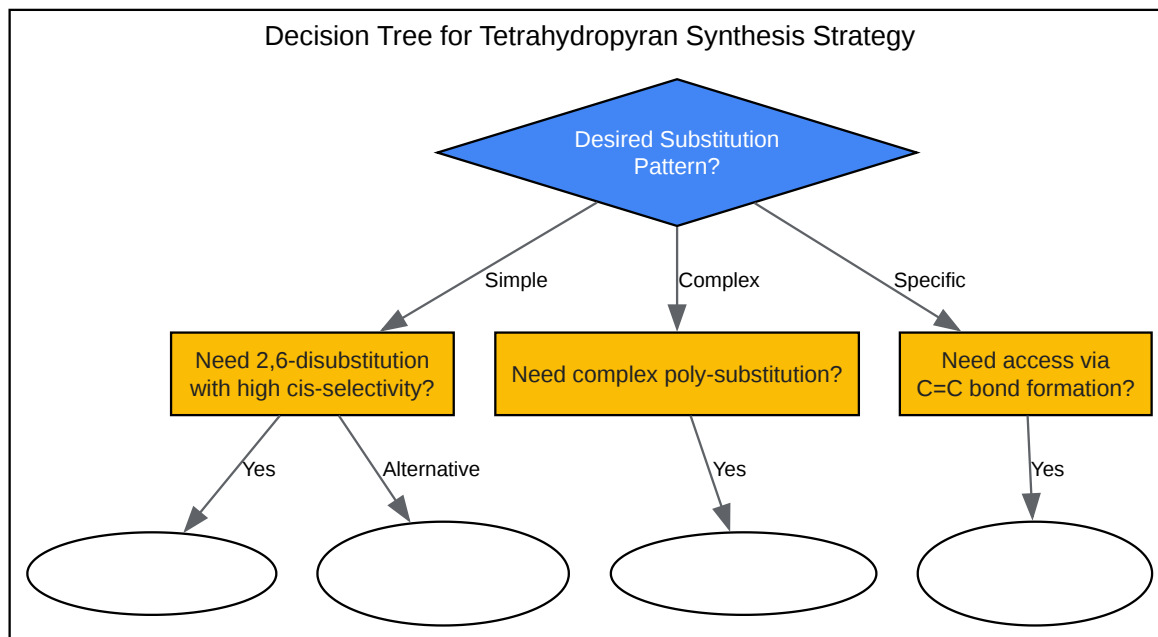 Decision Tree for Tetrahydropyran Synthesis Strategy
Desired Substitution
Pattern?
Simple
Complex
Specific
Need 2,6-disubstitution
with high cis-selectivity?
Need complex poly-substitution?
Need access via
C=C bond formation?
Yes
Alternative
Yes
Yes